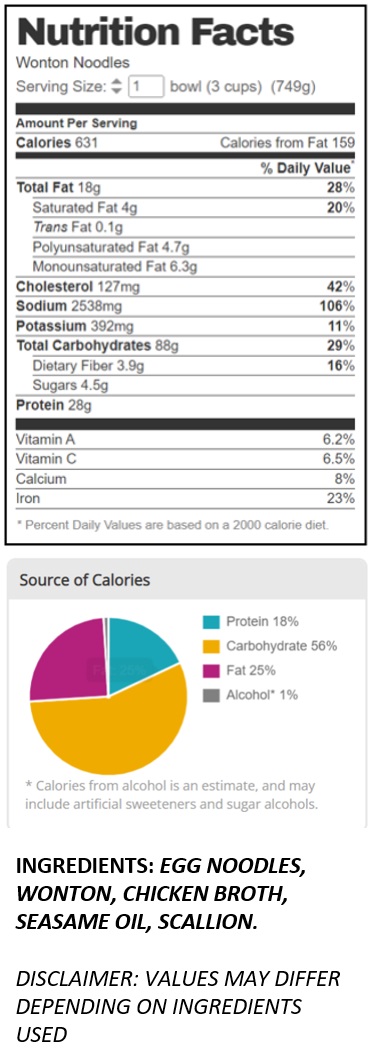 Nutrition Facts
Wonton Noodles
Serving Size: 1 bowl (3 cups) (749g)
Amount Per Serving
Calories 631 Calories from Fat 159
% Daily Value*
Total Fat 18g 28%
Saturated Fat 4g 20%
Trans Fat 0.1g
Polyunsaturated Fat 4.7g
Monounsaturated Fat 6.3g
Cholesterol 127mg 42%
Sodium 2538mg 106%
Potassium 392mg 11%
Total Carbohydrates 88g 29%
Dietary Fiber 3.9g 16%
Sugars 4.5g
Protein 28g
Vitamin A 6.2%
Vitamin C 6.5%
Calcium 8%
Iron 23%
* Percent Daily Values are based on a 2000 calorie diet.
Source of Calories
Protein 18%
Carbohydrate 56%
Fat 25%
Alcohol* 1%
Fat 25%
* Calories from alcohol is an estimate, and may
include artificial sweeteners and sugar alcohols.
INGREDIENTS: EGG NOODLES,
WONTON, CHICKEN BROTH,
SEASAME OIL, SCALLION.
DISCLAIMER: VALUES MAY DIFFER
DEPENDING ON INGREDIENTS
USED